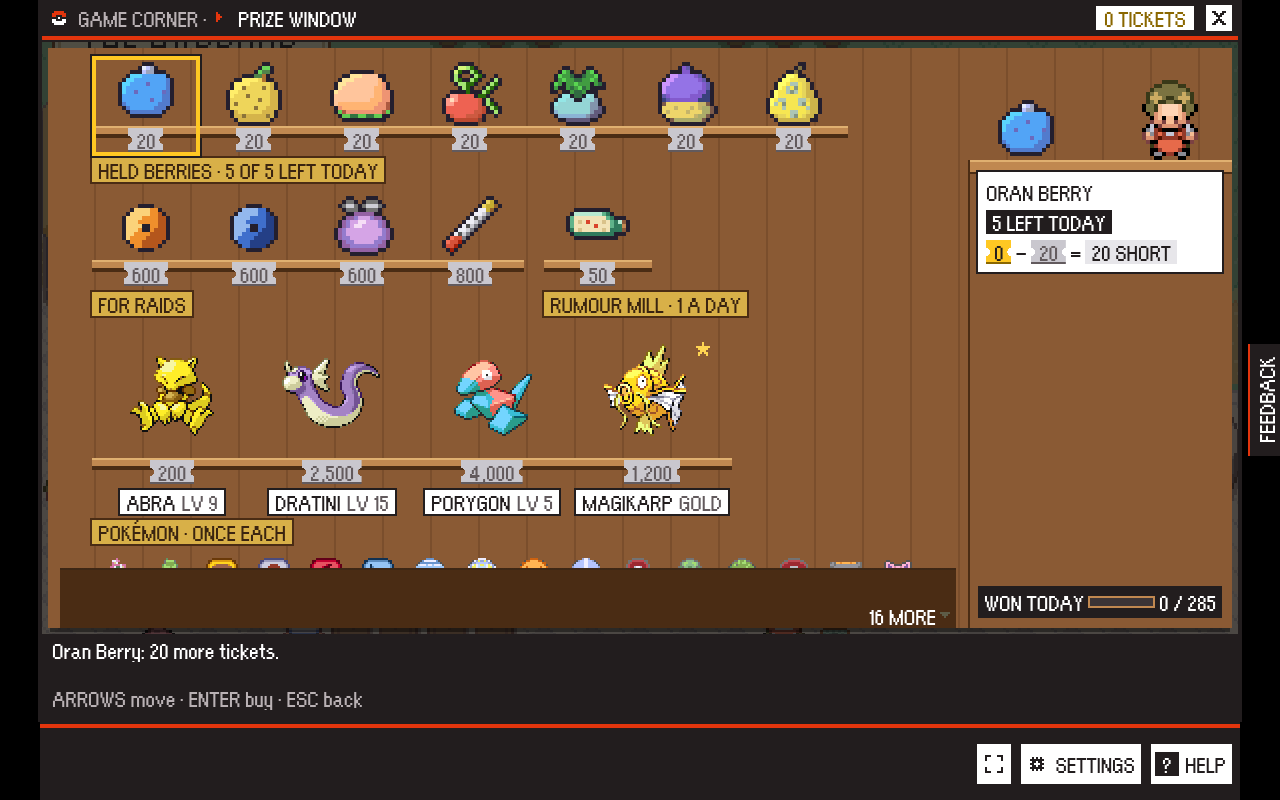 GAME CORNER · PRIZE WINDOW
0 TICKETS X
20 20 20 20 20 20 20
HELD BERRIES · 5 OF 5 LEFT TODAY
600 600 600 800 50
FOR RAIDS
RUMOUR MILL · 1 A DAY
200 2,500 4,000 1,200
ABRA LV 9 DRATINI LV 15 PORYGON LV 5 MAGIKARP GOLD
POKÉMON · ONCE EACH
16 MORE
ORAN BERRY
5 LEFT TODAY
0 – 20 = 20 SHORT
WON TODAY 0 / 285
FEEDBACK
Oran Berry: 20 more tickets.
ARROWS move · ENTER buy · ESC back
SETTINGS ? HELP